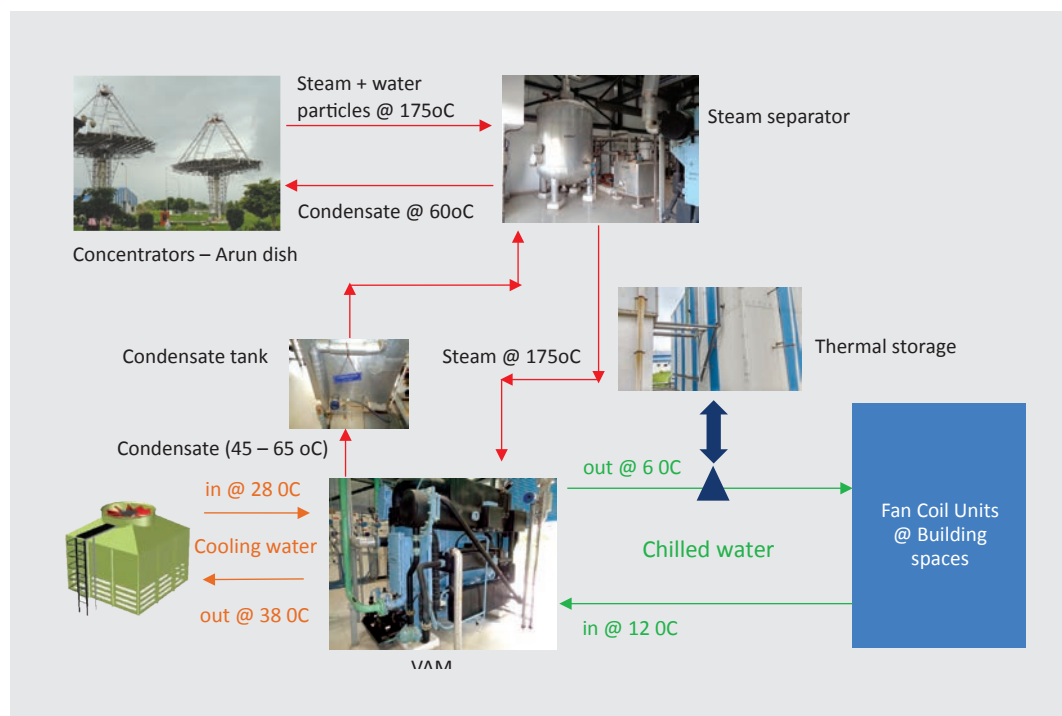 Steam + water
particles @ 175oC
Steam separator
Condensate @ 60oC
Concentrators – Arun dish
Condensate tank
Steam @ 175oC
Thermal storage
Condensate (45 – 65 oC)
in @ 28 0C
out @ 6 0C
Fan Coil Units
@ Building
spaces
Cooling water
Chilled water
out @ 38 0C
in @ 12 0C
VAM